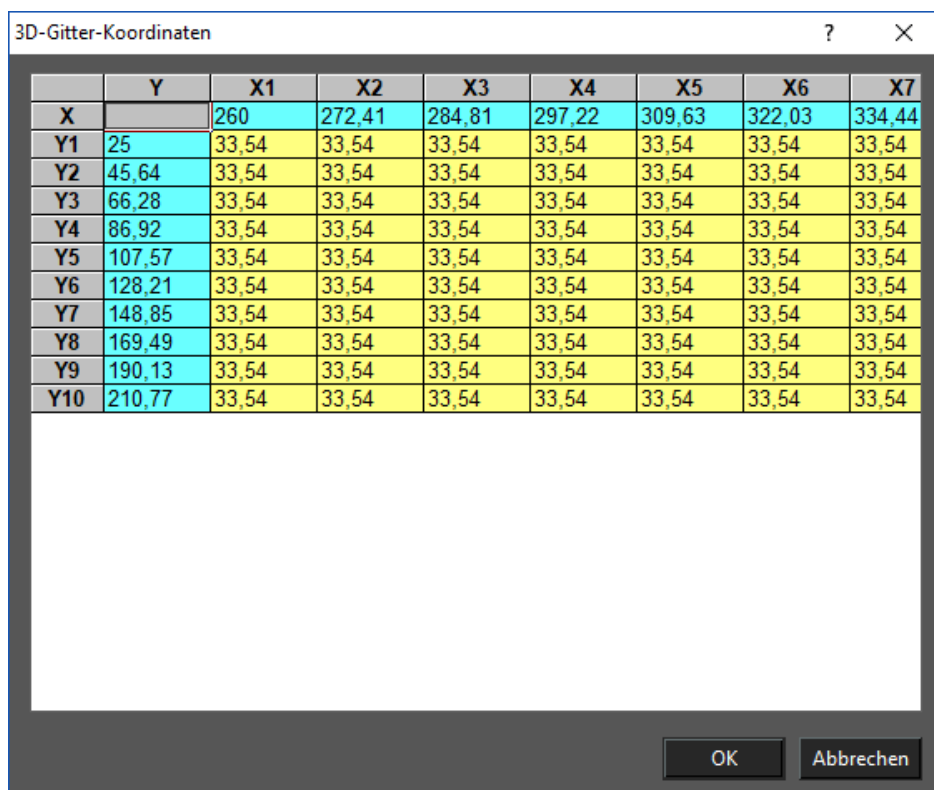 3D-Gitter-Koordinaten ? ×
Y X1 X2 X3 X4 X5 X6 X7
X 260 272,41 284,81 297,22 309,63 322,03 334,44
Y1 25 33,54 33,54 33,54 33,54 33,54 33,54 33,54
Y2 45,64 33,54 33,54 33,54 33,54 33,54 33,54 33,54
Y3 66,28 33,54 33,54 33,54 33,54 33,54 33,54 33,54
Y4 86,92 33,54 33,54 33,54 33,54 33,54 33,54 33,54
Y5 107,57 33,54 33,54 33,54 33,54 33,54 33,54 33,54
Y6 128,21 33,54 33,54 33,54 33,54 33,54 33,54 33,54
Y7 148,85 33,54 33,54 33,54 33,54 33,54 33,54 33,54
Y8 169,49 33,54 33,54 33,54 33,54 33,54 33,54 33,54
Y9 190,13 33,54 33,54 33,54 33,54 33,54 33,54 33,54
Y10 210,77 33,54 33,54 33,54 33,54 33,54 33,54 33,54
OK Abbrechen